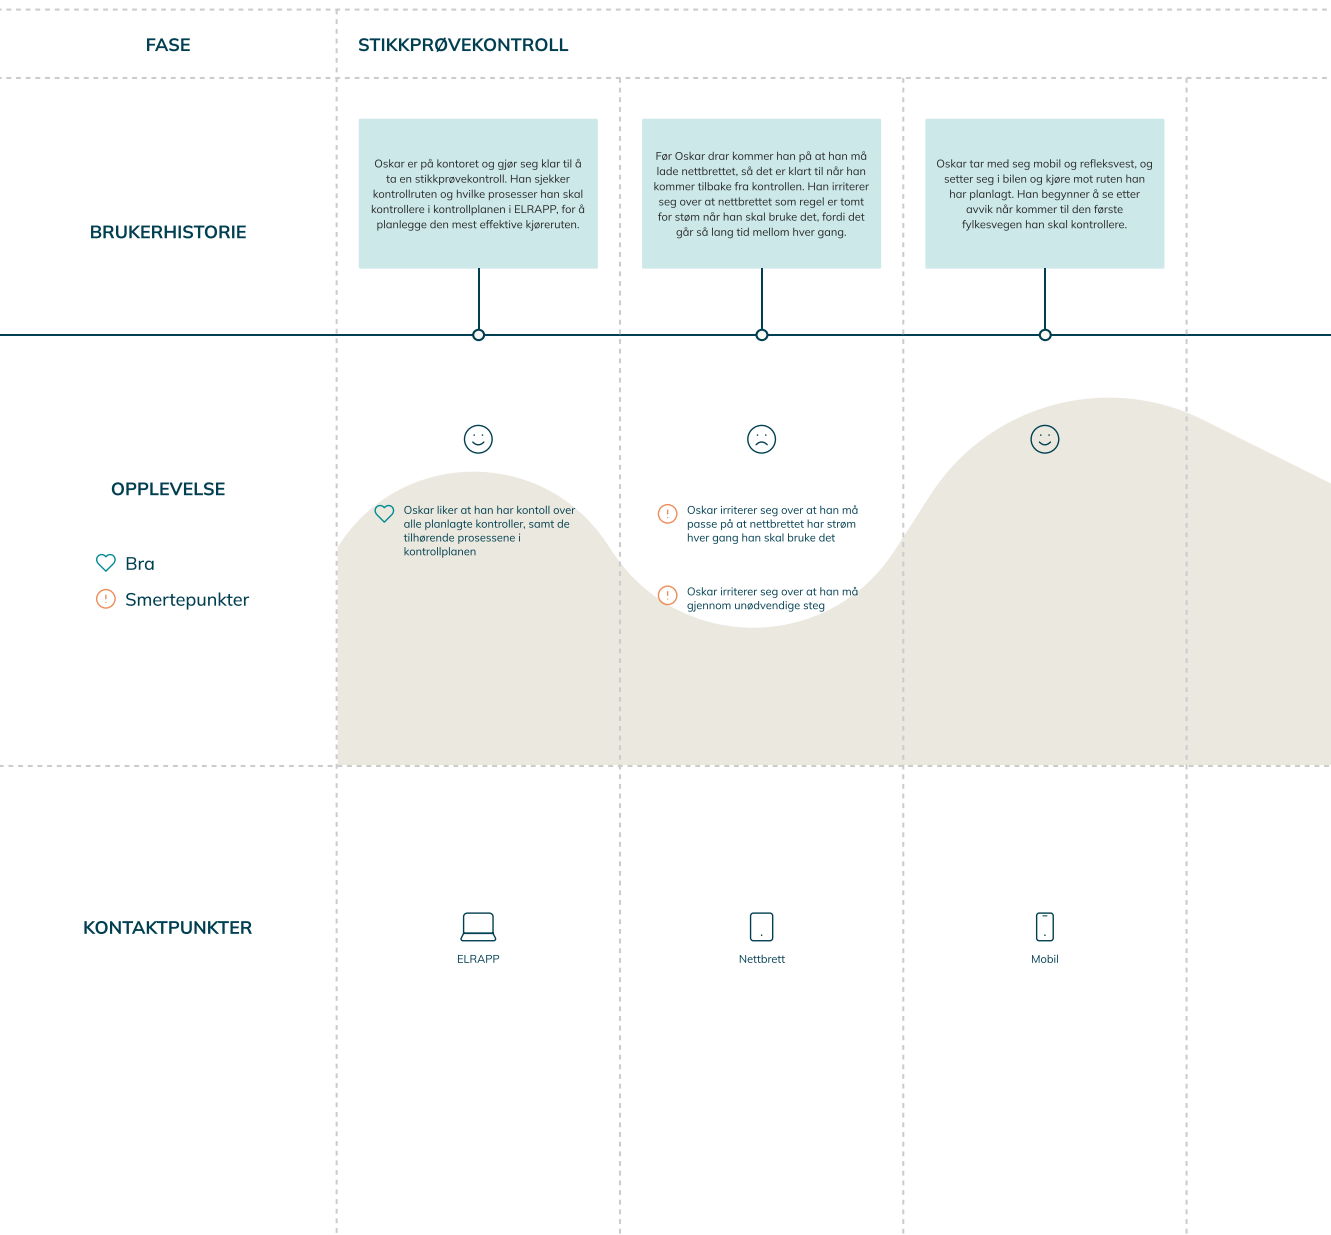 FASE
STIKKPRØVEKONTROLL
BRUKERHISTORIE
Oskar er på kontoret og gjør seg klar til å
ta en stikkprøvekontroll. Han sjekker
kontrollruten og hvilke prosesser han skal
kontrollere i kontrollplanen i ELRAPP, for å
planlegge den mest effektive kjøreruten.
Før Oskar drar kommer han på at han må
lade nettbrettet, så det er klart til når han
kommer tilbake fra kontrollen. Han irriterer
seg over at nettbrettet som regel er tomt
for støm når han skal bruke det, fordi det
går så lang tid mellom hver gang.
Oskar tar med seg mobil og refleksvest, og
setter seg i bilen og kjøre mot ruten han
har planlagt. Han begynner å se etter
avvik når kommer til den første
fylkesvegen han skal kontrollere.
OPPLEVELSE
Bra
Smertepunkter
Oskar liker at han har kontoll over
alle planlagte kontroller, samt de
tilhørende prosessene i
kontrollplanen
Oskar irriterer seg over at han må
passe på at nettbrettet har strøm
hver gang han skal bruke det
Oskar irriterer seg over at han må
gjennom unødvendige steg
KONTAKTPUNKTER
ELRAPP
Nettbrett
Mobil